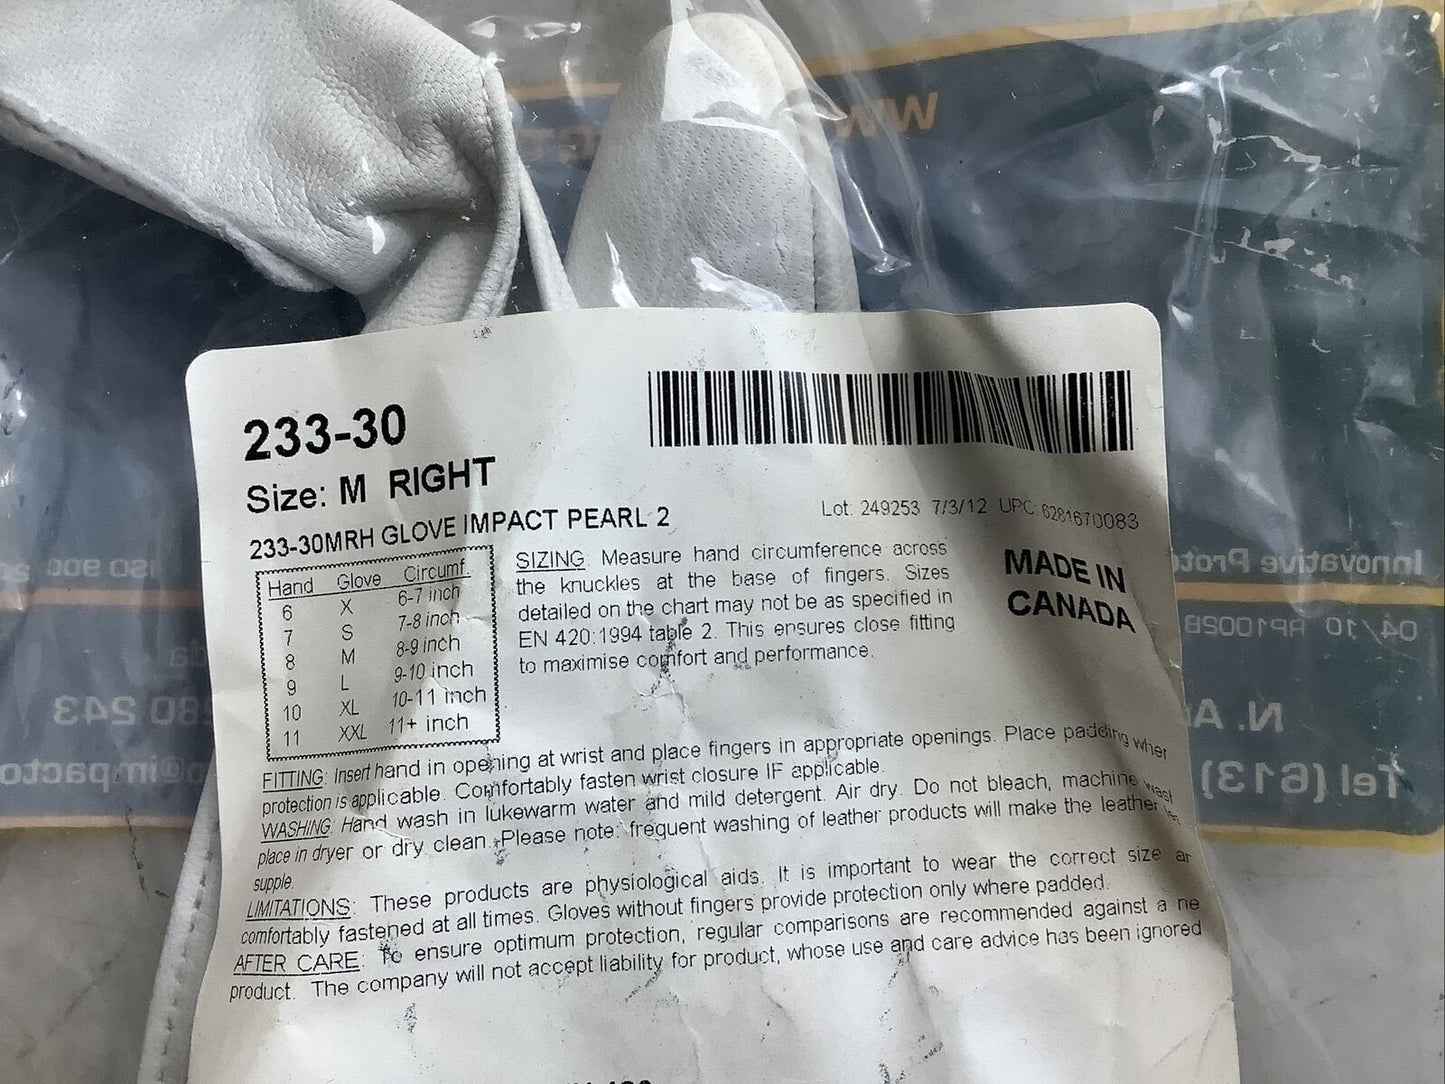 233-30
Size: M RIGHT
233-30MRH GLOVE IMPACT PEARL 2
Lot: 249253 7/3/12 UPC 6281670083
Hand Glove Circumf.
6 X 6-7 inch
7 S 7-8 inch
8 M 8-9 inch
9 L 9-10 inch
10 XL 10-11 inch
11 XXL 11+ inch
SIZING: Measure hand circumference across
the knuckles at the base of fingers. Sizes
detailed on the chart may not be as specified in
EN 420:1994 table 2. This ensures close fitting
to maximise comfort and performance.
MADE IN
CANADA
FITTING: Insert hand in opening at wrist and place fingers in appropriate openings. Place padding wher
protection is applicable. Comfortably fasten wrist closure IF applicable.
WASHING: Hand wash in lukewarm water and mild detergent. Air dry. Do not bleach, machine wash
place in dryer or dry clean. Please note: frequent washing of leather products will make the leather les
supple.
LIMITATIONS: These products are physiological aids. It is important to wear the correct size ar
comfortably fastened at all times. Gloves without fingers provide protection only where padded.
AFTER CARE: To ensure optimum protection, regular comparisons are recommended against a ne
product. The company will not accept liability for product, whose use and care advice has been ignored
ww
Innovative Prote
04/10 RP10028
N. A
Tel (613)
ISO 900
280 243
o@impacto